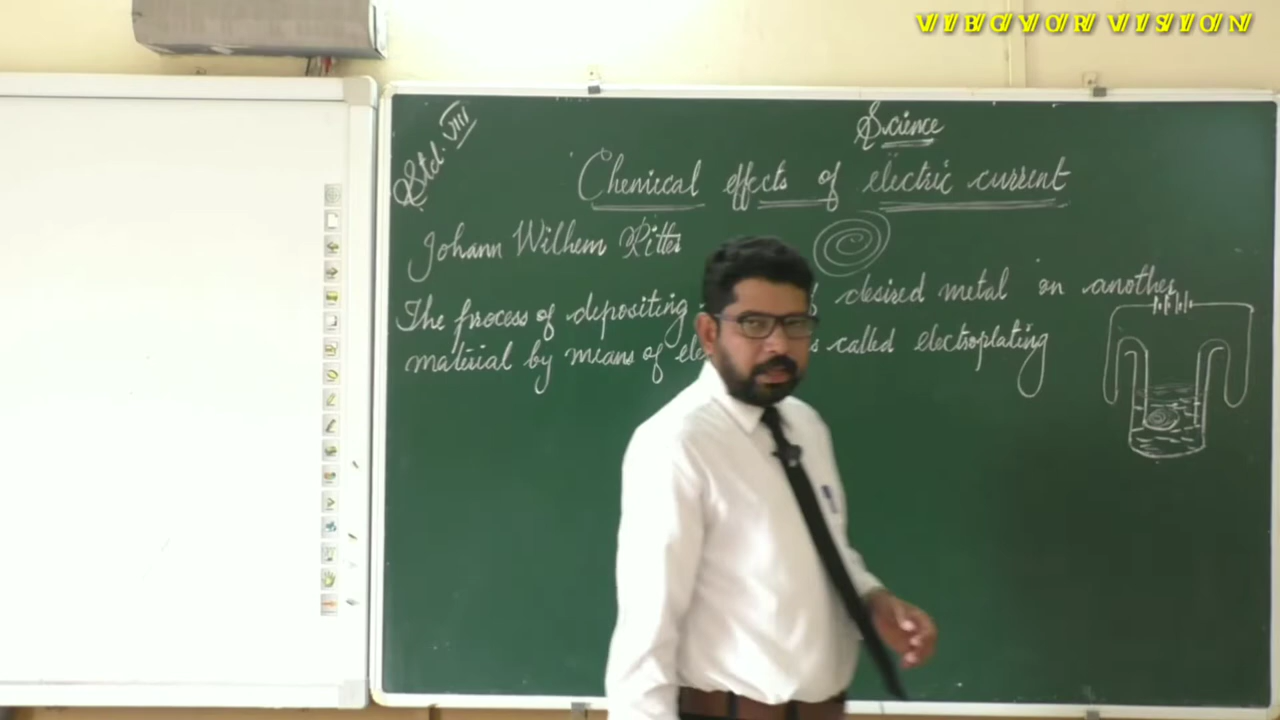 VIBGYOR VISION
Std. VIII
Science
Chemical effects of electric current
Johann Wilhem Ritter
The process of depositing desired metal on another
material by means of called electroplating